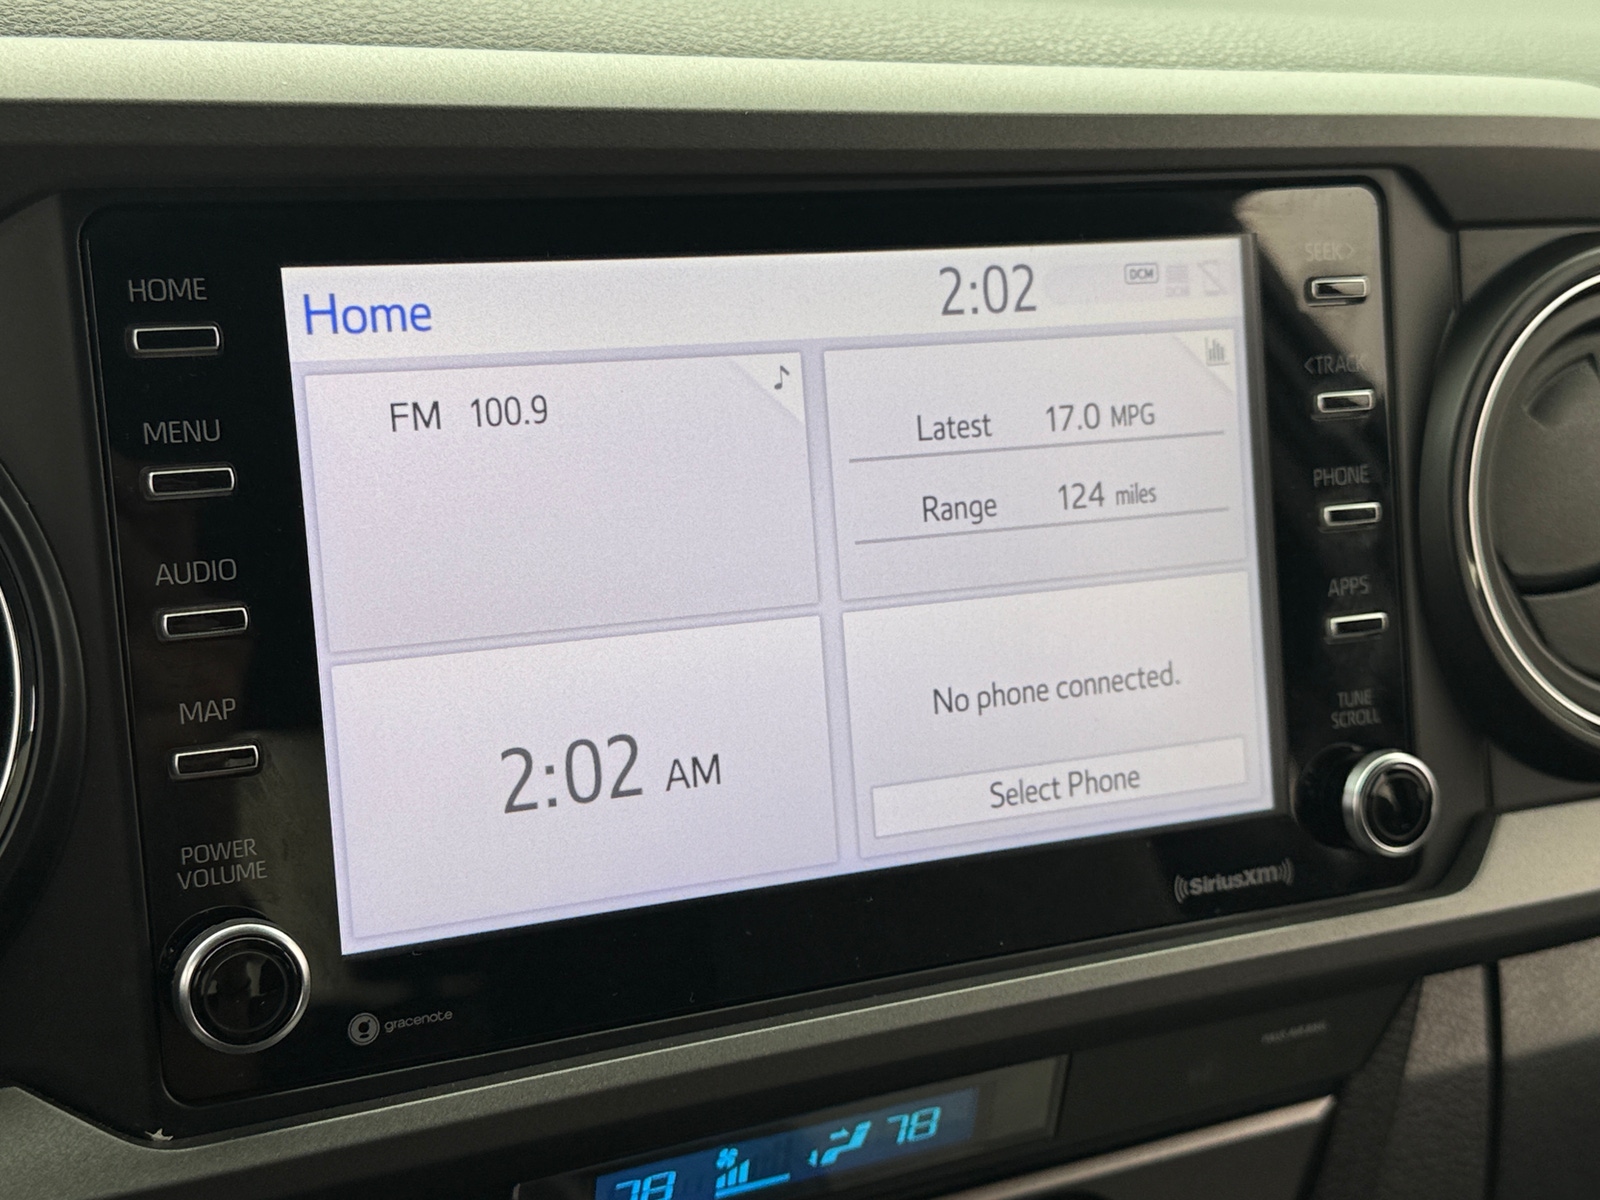 HOME
MENU
AUDIO
MAP
POWER
VOLUME
Home
2:02
DCM
FM 100.9
Latest 17.0 MPG
Range 124 miles
2:02 AM
No phone connected.
Select Phone
SEEK>
<TRACK
PHONE
APPS
TUNE
SCROLL
SiriusXM
gracenote
78
78